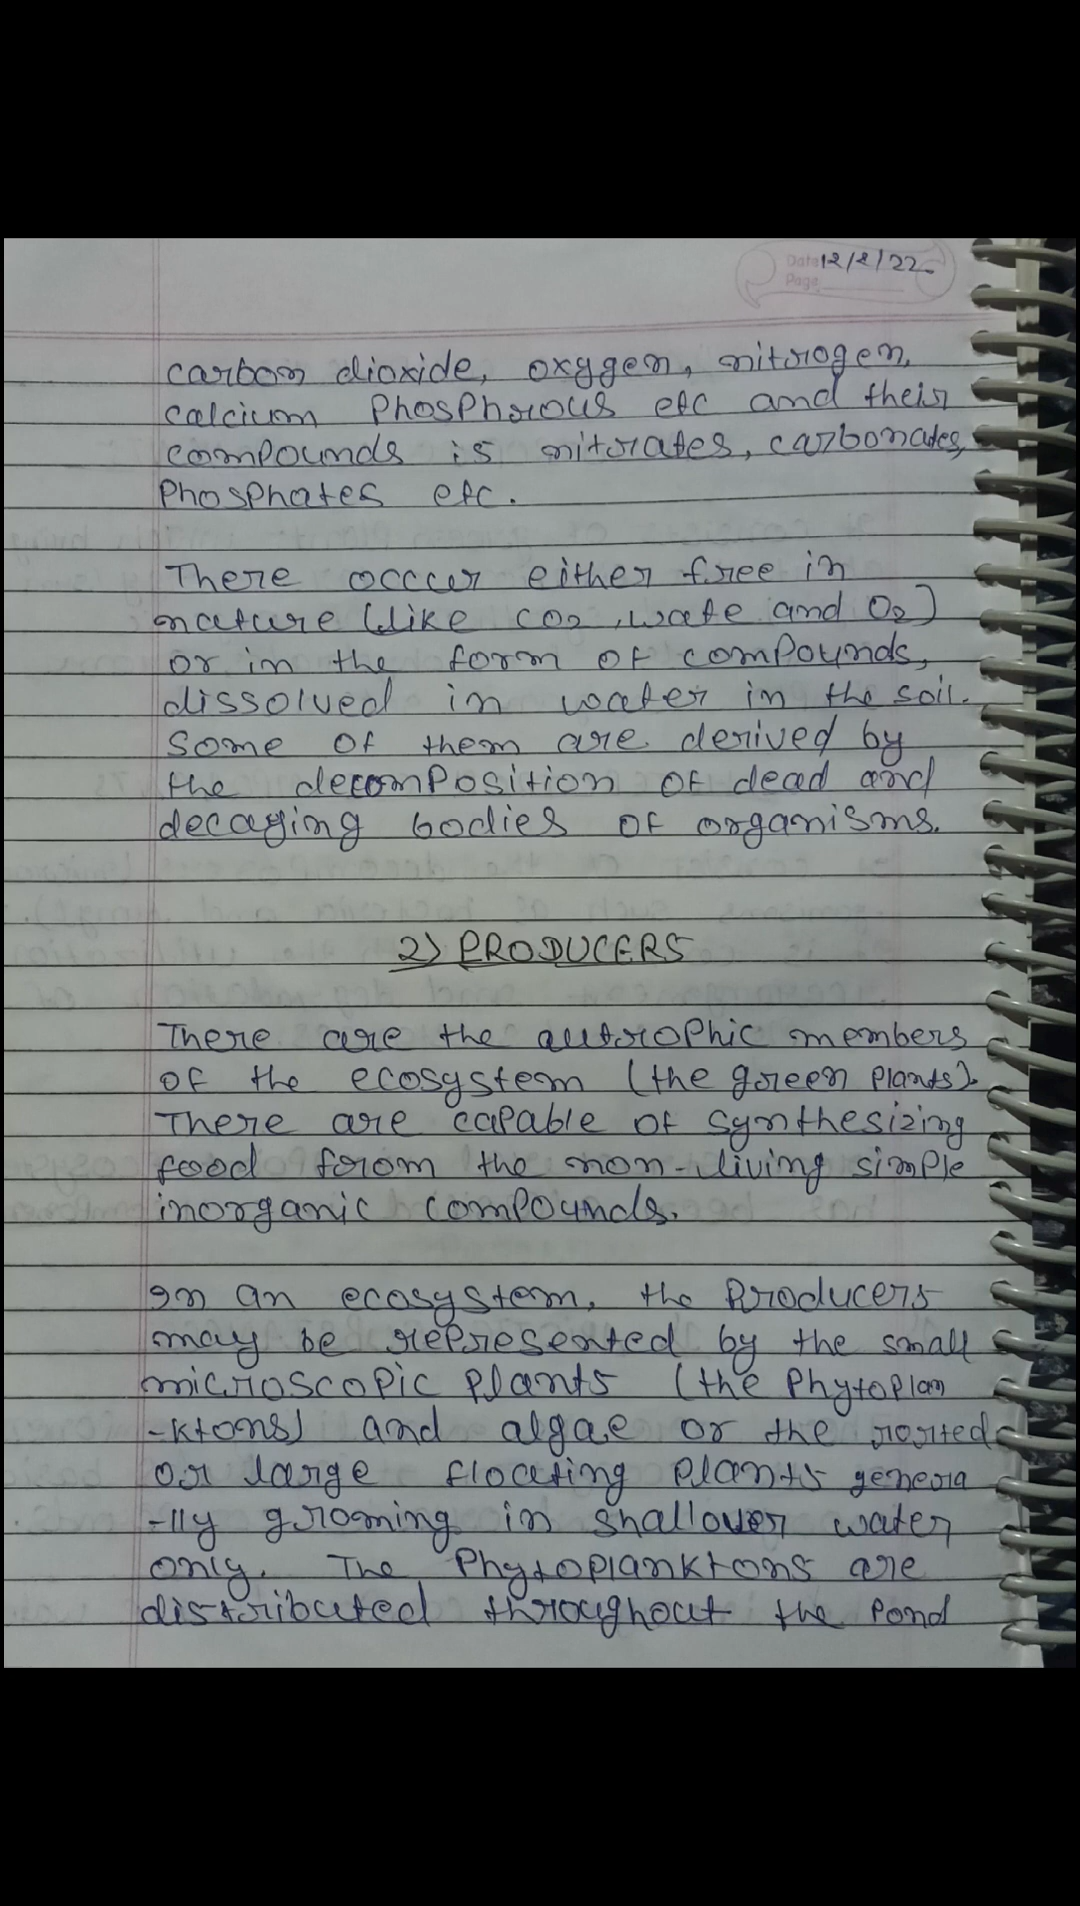 Date 12/2/22
Page
carbon dioxide, oxygen, nitrogen,
calcium Phosphrous etc and their
compounds is nitrates, carbonates,
Phosphates etc.
There occcur either free in
nature (like CO2, wate and O2)
or in the form of compounds,
dissolved in water in the soil.
Some of them are derived by
the decomposition of dead and
decaying bodies of organisms.
2) PRODUCERS
There are the autrophic members
of the ecosystem (the green plants).
There are capable of synthesizing
food from the non-living simple
inorganic compounds.
In an ecosystem, the Producers
may be represented by the small
microscopic plants (the Phytoplan
-ktons) and algae or the rooted
or large floating plants genera
-lly growing in shallower water
only. The Phytoplanktons are
distributed throughout the Pond